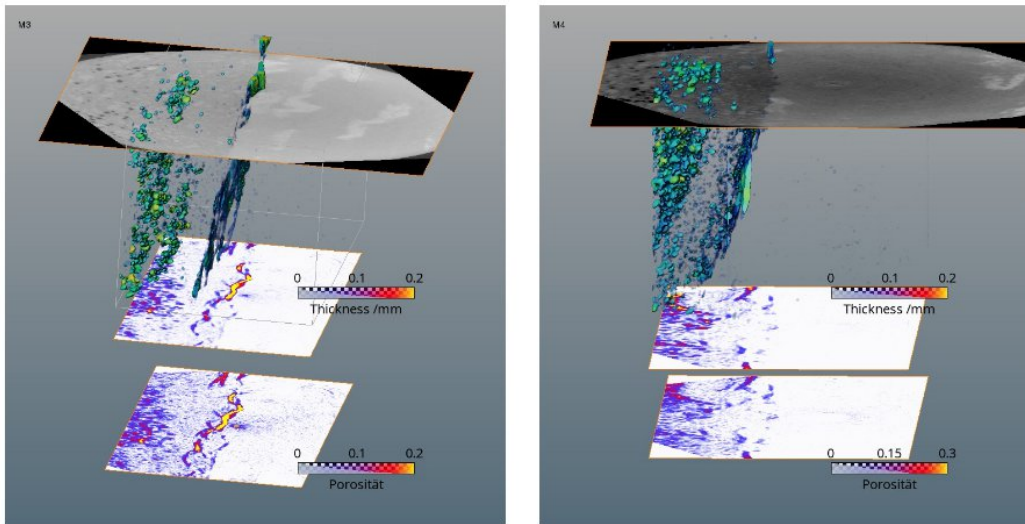 M3
0 0.1 0.2
Thickness /mm
0 0.1 0.2
Porosität
M4
0 0.1 0.2
Thickness /mm
0 0.15 0.3
Porosität